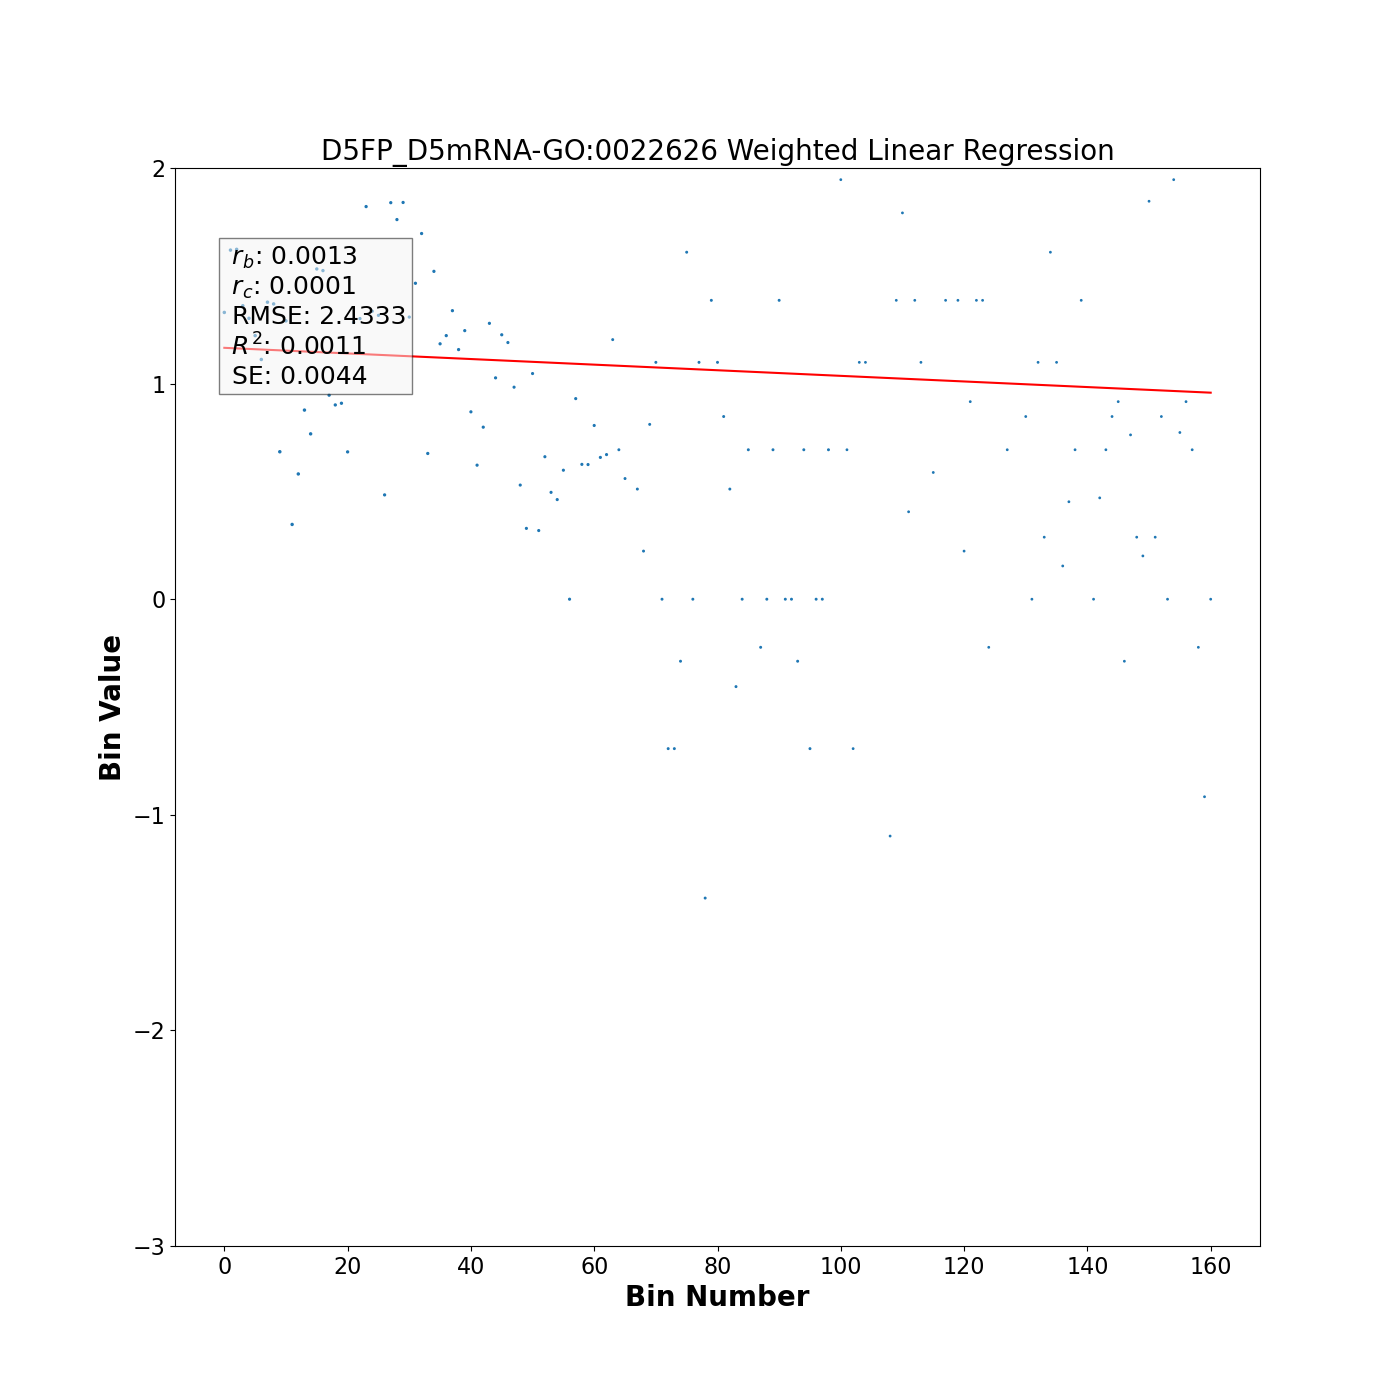 D5FP_D5mRNA-GO:0022626 Weighted Linear Regression
2
1
0
−1
−2
−3
Bin Value
r_b: 0.0013
r_c: 0.0001
RMSE: 2.4333
R²: 0.0011
SE: 0.0044
0 20 40 60 80 100 120 140 160
Bin Number